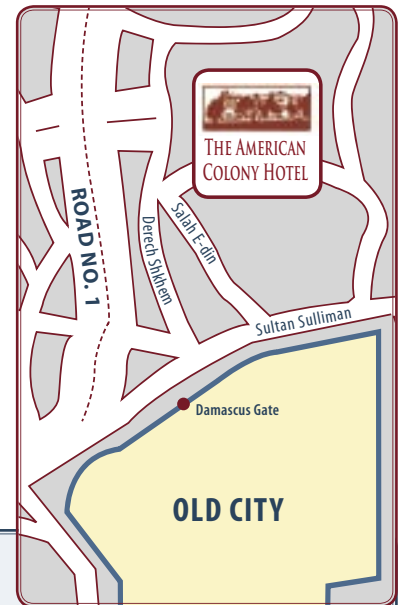 THE AMERICAN
COLONY HOTEL
ROAD NO. 1
Derech Shkhem
Salah E-din
Sultan Sulliman
Damascus Gate
OLD CITY